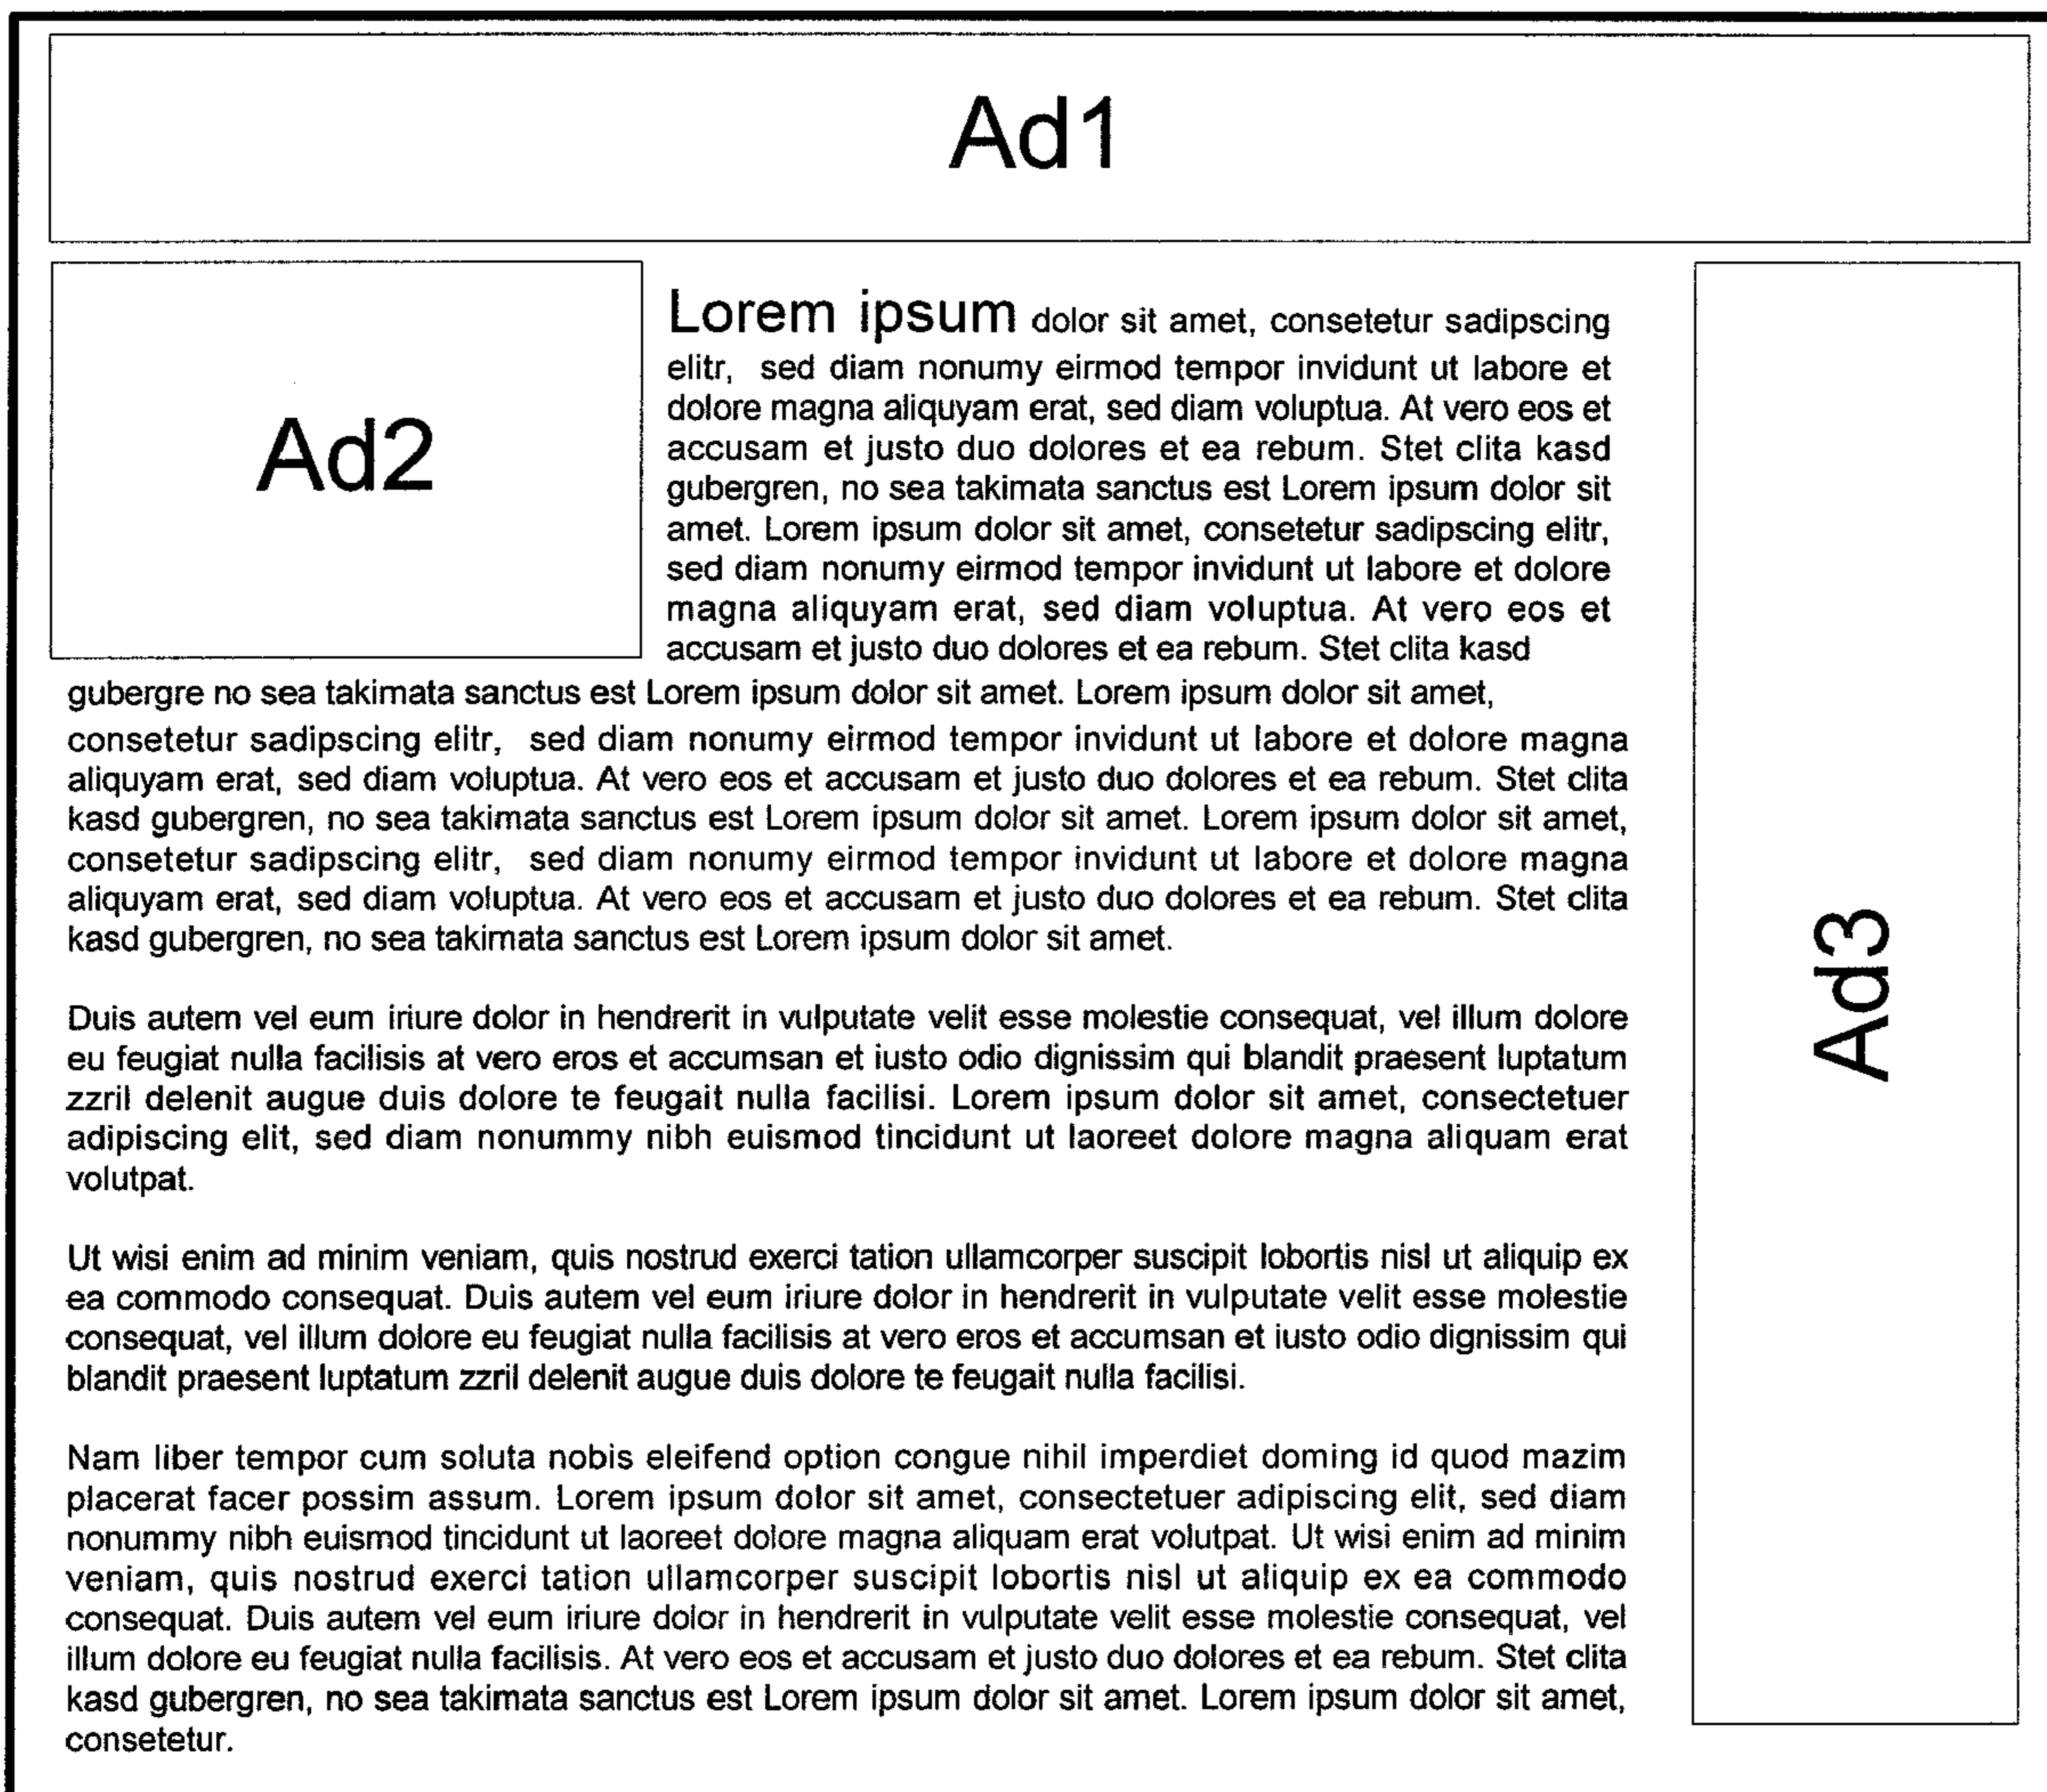 Ad1
Ad2
Lorem ipsum dolor sit amet, consetetur sadipscing
elitr, sed diam nonumy eirmod tempor invidunt ut labore et
dolore magna aliquyam erat, sed diam voluptua. At vero eos et
accusam et justo duo dolores et ea rebum. Stet clita kasd
gubergren, no sea takimata sanctus est Lorem ipsum dolor sit
amet. Lorem ipsum dolor sit amet, consetetur sadipscing elitr,
sed diam nonumy eirmod tempor invidunt ut labore et dolore
magna aliquyam erat, sed diam voluptua. At vero eos et
accusam et justo duo dolores et ea rebum. Stet clita kasd
gubergre no sea takimata sanctus est Lorem ipsum dolor sit amet. Lorem ipsum dolor sit amet,
consetetur sadipscing elitr, sed diam nonumy eirmod tempor invidunt ut labore et dolore magna
aliquyam erat, sed diam voluptua. At vero eos et accusam et justo duo dolores et ea rebum. Stet clita
kasd gubergren, no sea takimata sanctus est Lorem ipsum dolor sit amet. Lorem ipsum dolor sit amet,
consetetur sadipscing elitr, sed diam nonumy eirmod tempor invidunt ut labore et dolore magna
aliquyam erat, sed diam voluptua. At vero eos et accusam et justo duo dolores et ea rebum. Stet clita
kasd gubergren, no sea takimata sanctus est Lorem ipsum dolor sit amet.
Duis autem vel eum iriure dolor in hendrerit in vulputate velit esse molestie consequat, vel illum dolore
eu feugiat nulla facilisis at vero eros et accumsan et iusto odio dignissim qui blandit praesent luptatum
zzril delenit augue duis dolore te feugait nulla facilisi. Lorem ipsum dolor sit amet, consectetuer
adipiscing elit, sed diam nonummy nibh euismod tincidunt ut laoreet dolore magna aliquam erat
volutpat.
Ut wisi enim ad minim veniam, quis nostrud exerci tation ullamcorper suscipit lobortis nisl ut aliquip ex
ea commodo consequat. Duis autem vel eum iriure dolor in hendrerit in vulputate velit esse molestie
consequat, vel illum dolore eu feugiat nulla facilisis at vero eros et accumsan et iusto odio dignissim qui
blandit praesent luptatum zzril delenit augue duis dolore te feugait nulla facilisi.
Nam liber tempor cum soluta nobis eleifend option congue nihil imperdiet doming id quod mazim
placerat facer possim assum. Lorem ipsum dolor sit amet, consectetuer adipiscing elit, sed diam
nonummy nibh euismod tincidunt ut laoreet dolore magna aliquam erat volutpat. Ut wisi enim ad minim
veniam, quis nostrud exerci tation ullamcorper suscipit lobortis nisl ut aliquip ex ea commodo
consequat. Duis autem vel eum iriure dolor in hendrerit in vulputate velit esse molestie consequat, vel
illum dolore eu feugiat nulla facilisis. At vero eos et accusam et justo duo dolores et ea rebum. Stet clita
kasd gubergren, no sea takimata sanctus est Lorem ipsum dolor sit amet. Lorem ipsum dolor sit amet,
consetetur.
Ad3